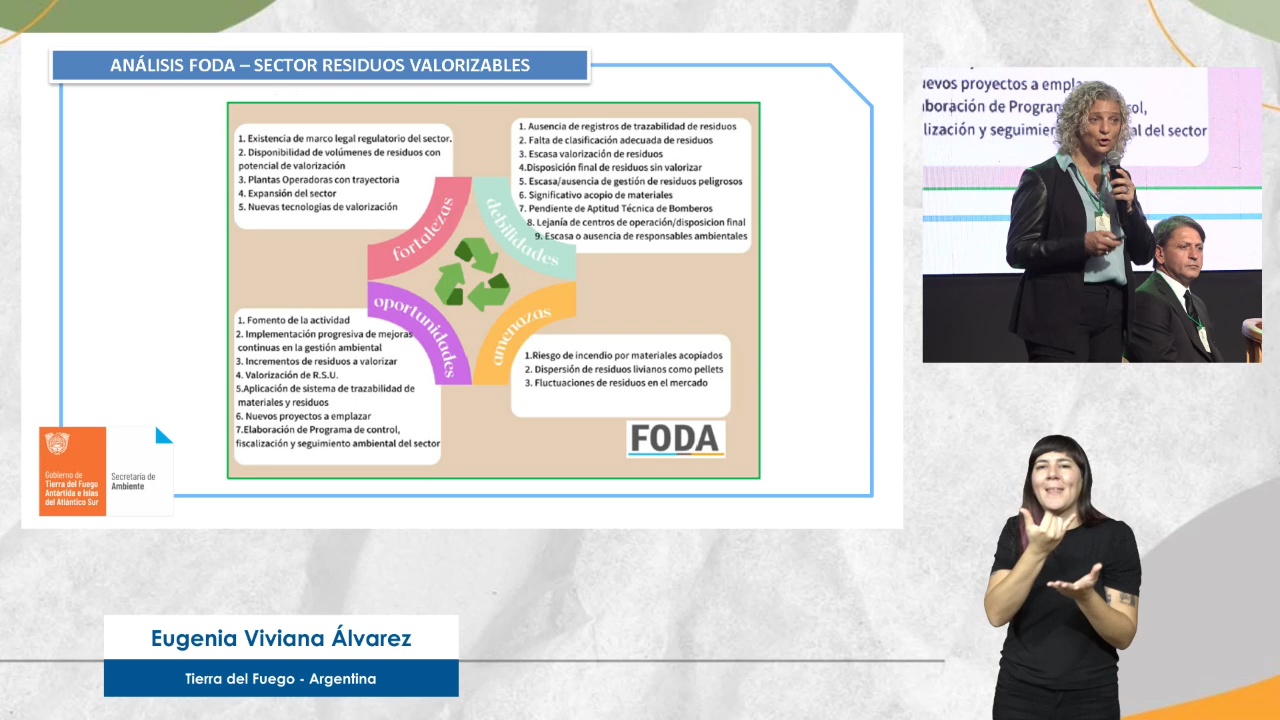 ANÁLISIS FODA – SECTOR RESIDUOS VALORIZABLES
1. Existencia de marco legal regulatorio del sector.
2. Disponibilidad de volúmenes de residuos con
potencial de valorización
3. Plantas Operadoras con trayectoria
4. Expansión del sector
5. Nuevas tecnologías de valorización
1. Ausencia de registros de trazabilidad de residuos
2. Falta de clasificación adecuada de residuos
3. Escasa valorización de residuos
4.Disposición final de residuos sin valorizar
5. Escasa/ausencia de gestión de residuos peligrosos
6. Significativo acopio de materiales
7. Pendiente de Aptitud Técnica de Bomberos
8. Lejanía de centros de operación/disposicion final
9. Escasa o ausencia de responsables ambientales
fortalezas
debilidades
oportunidades
amenazas
1. Fomento de la actividad
2. Implementación progresiva de mejoras
continuas en la gestión ambiental
3. Incrementos de residuos a valorizar
4. Valorización de R.S.U.
5.Aplicación de sistema de trazabilidad de
materiales y residuos
6. Nuevos proyectos a emplazar
7.Elaboración de Programa de control,
fiscalización y seguimiento ambiental del sector
1.Riesgo de incendio por materiales acopiados
2. Dispersión de residuos livianos como pellets
3. Fluctuaciones de residuos en el mercado
FODA
Gobierno de
Tierra del Fuego
Antártida e Islas
del Atlántico Sur
Secretaría de
Ambiente
uevos proyectos a empla
boración de Program trol,
lización y seguimien al del sector
Eugenia Viviana Álvarez
Tierra del Fuego - Argentina